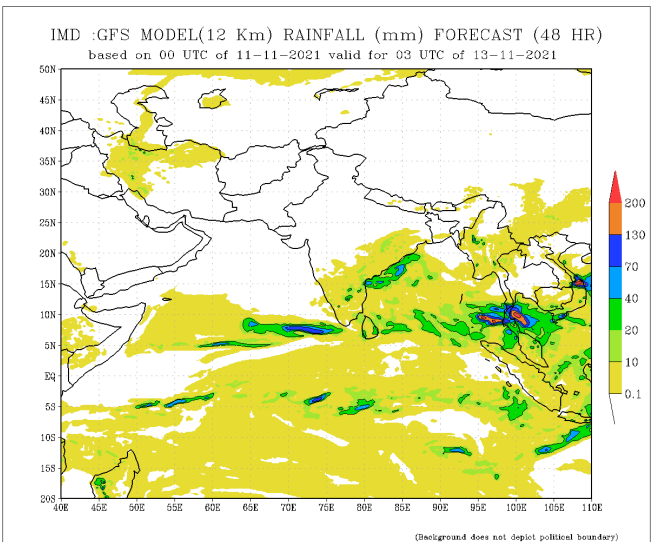 IMD :GFS MODEL(12 Km) RAINFALL (mm) FORECAST (48 HR)
based on 00 UTC of 11-11-2021 valid for 03 UTC of 13-11-2021
50N
45N
40N
35N
30N
25N
20N
15N
10N
5N
EQ
5S
10S
15S
20S
40E 45E 50E 55E 60E 65E 70E 75E 80E 85E 90E 95E 100E 105E 110E
200
130
70
40
20
10
0.1
(Background does not depict political boundary)